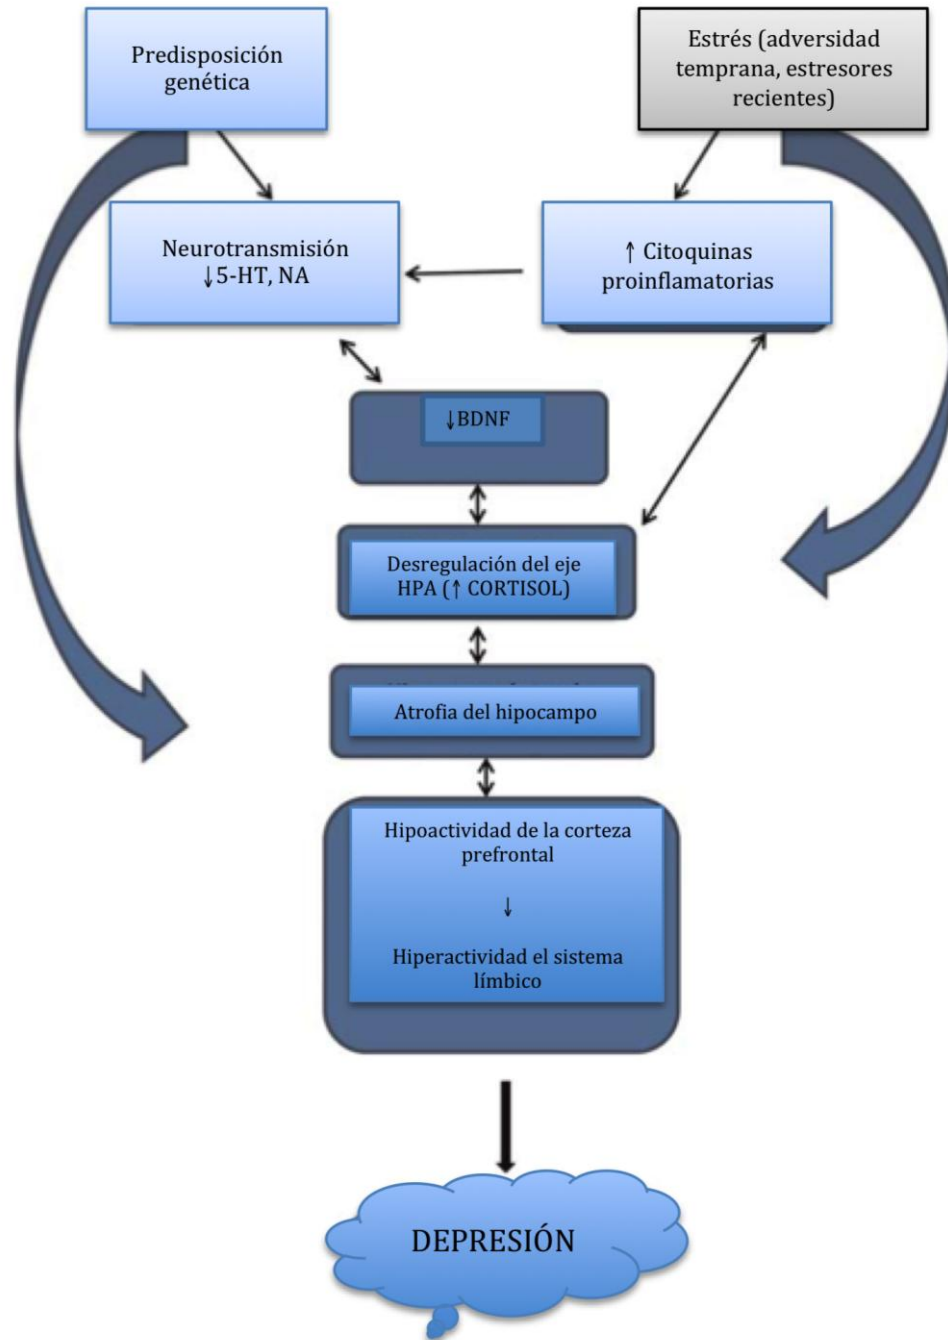 Predisposición
genética
Estrés (adversidad
temprana, estresores
recientes)
Neurotransmisión
↓5-HT, NA
↑ Citoquinas
proinflamatorias
↓BDNF
Desregulación del eje
HPA (↑ CORTISOL)
Atrofia del hipocampo
Hipoactividad de la corteza
prefrontal
↓
Hiperactividad el sistema
límbico
DEPRESIÓN